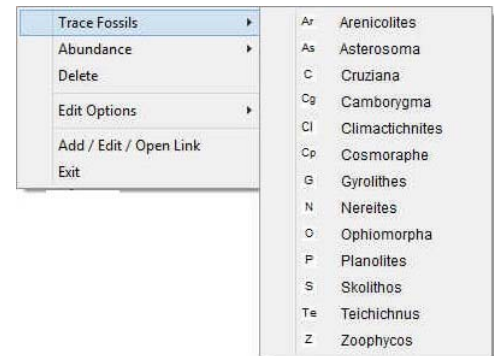 Trace Fossils
Abundance
Delete
Edit Options
Add / Edit / Open Link
Exit
Ar Arenicolites
As Asterosoma
C Cruziana
Cg Camborygma
Cl Climactichnites
Cp Cosmoraphe
G Gyrolithes
N Nereites
O Ophiomorpha
P Planolites
S Skolithos
Te Teichichnus
Z Zoophycos